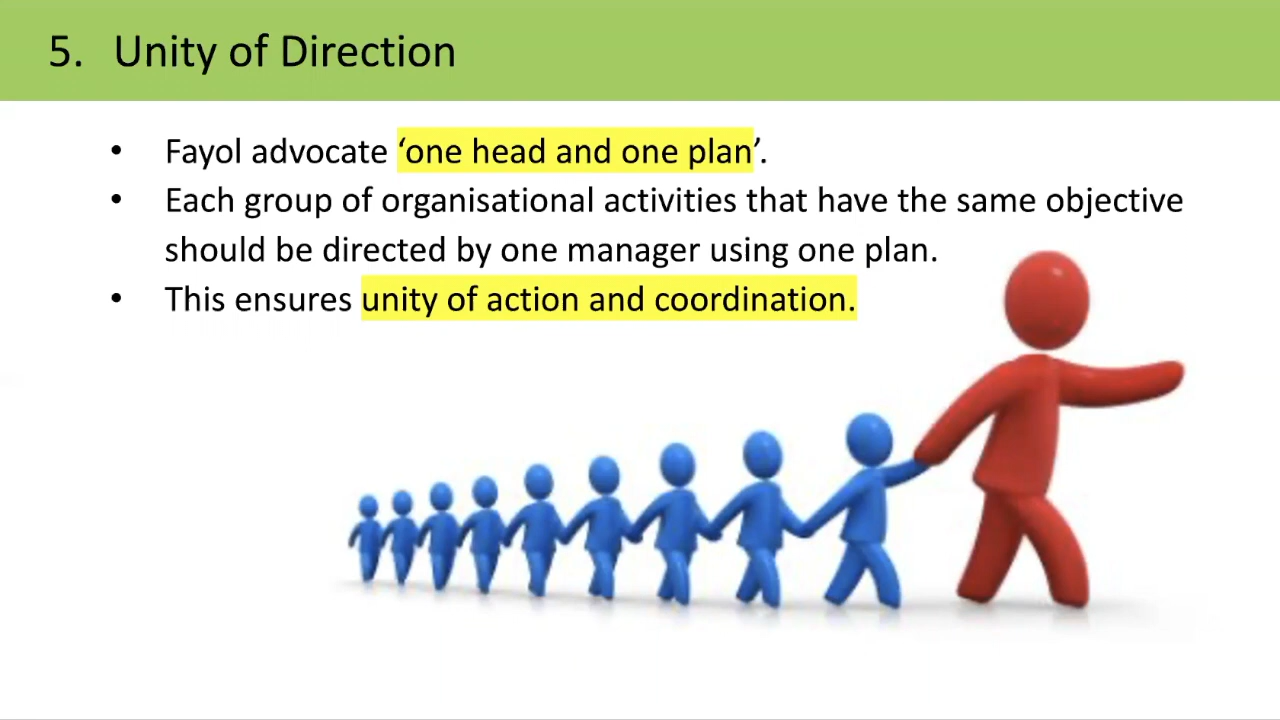 5. Unity of Direction
• Fayol advocate ‘one head and one plan’.
• Each group of organisational activities that have the same objective
should be directed by one manager using one plan.
• This ensures unity of action and coordination.